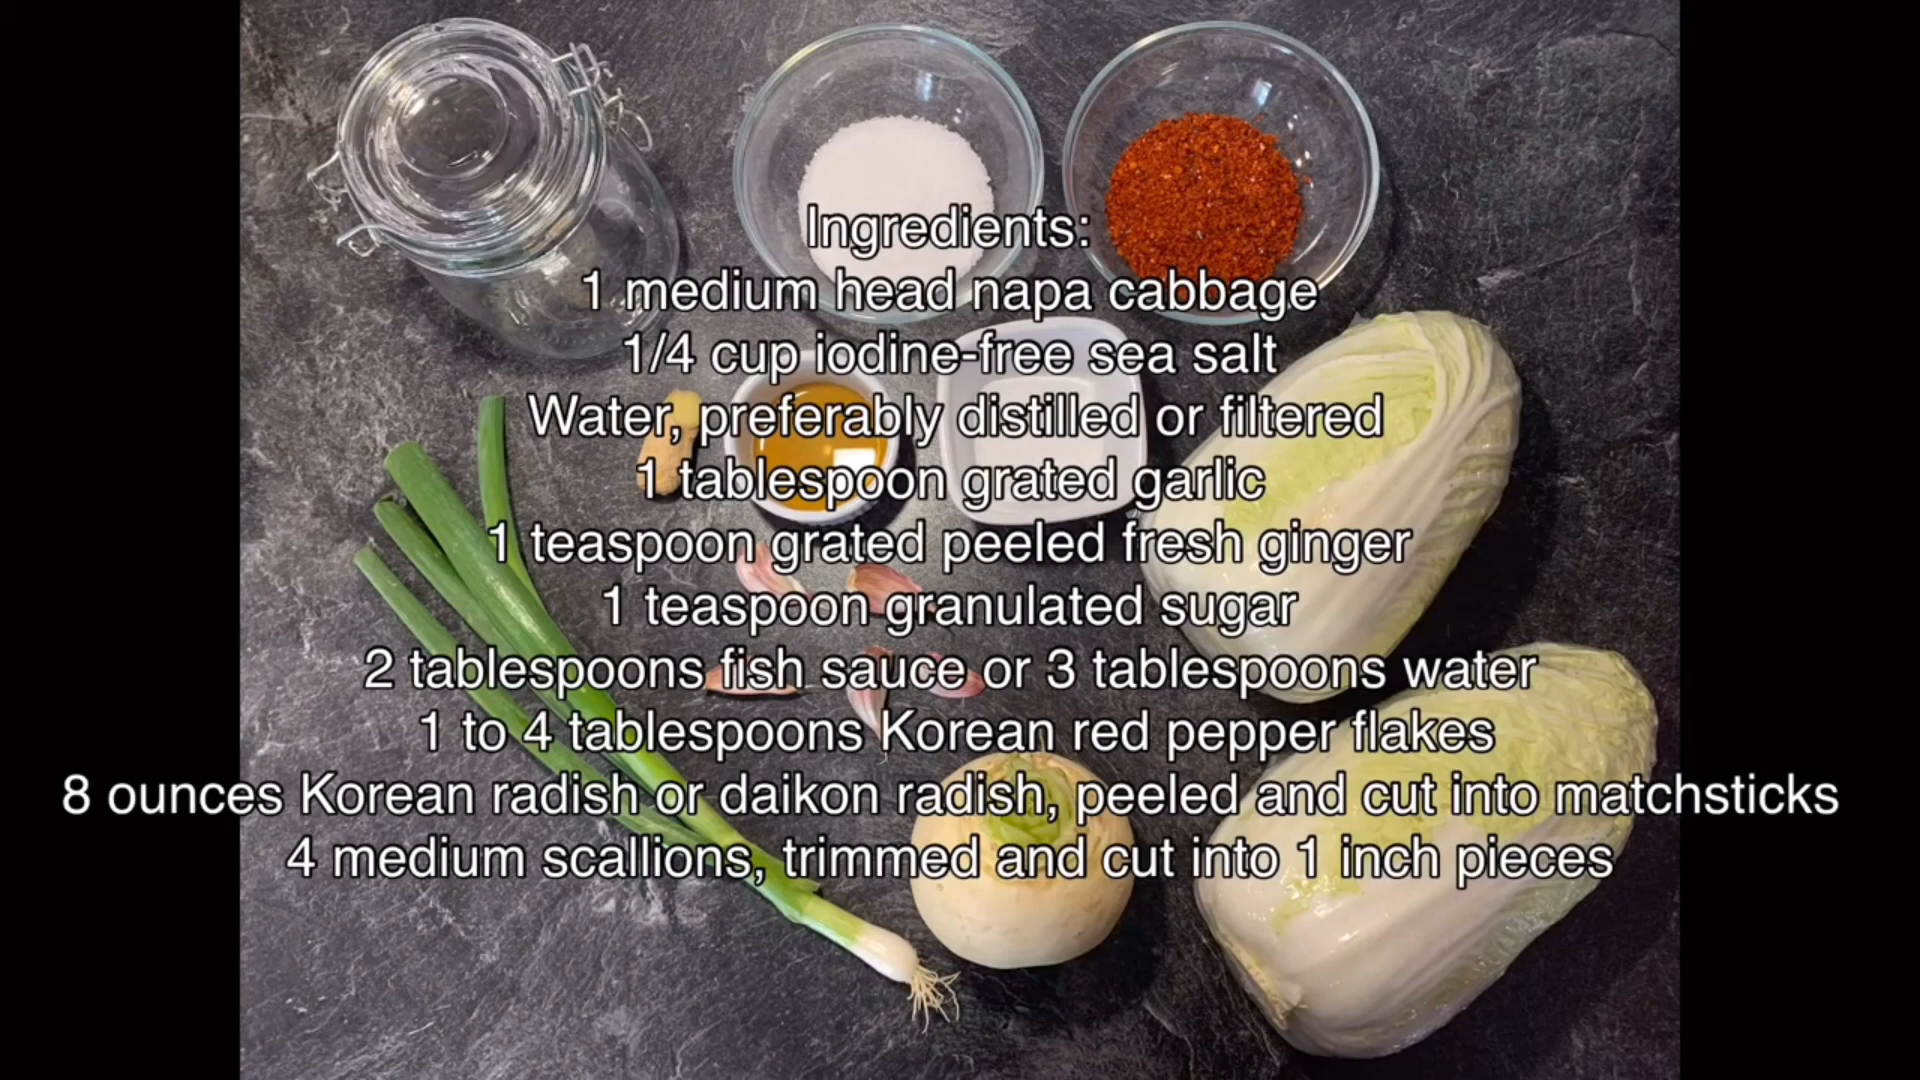 Ingredients:
1 medium head napa cabbage
1/4 cup iodine-free sea salt
Water, preferably distilled or filtered
1 tablespoon grated garlic
1 teaspoon grated peeled fresh ginger
1 teaspoon granulated sugar
2 tablespoons fish sauce or 3 tablespoons water
1 to 4 tablespoons Korean red pepper flakes
8 ounces Korean radish or daikon radish, peeled and cut into matchsticks
4 medium scallions, trimmed and cut into 1 inch pieces